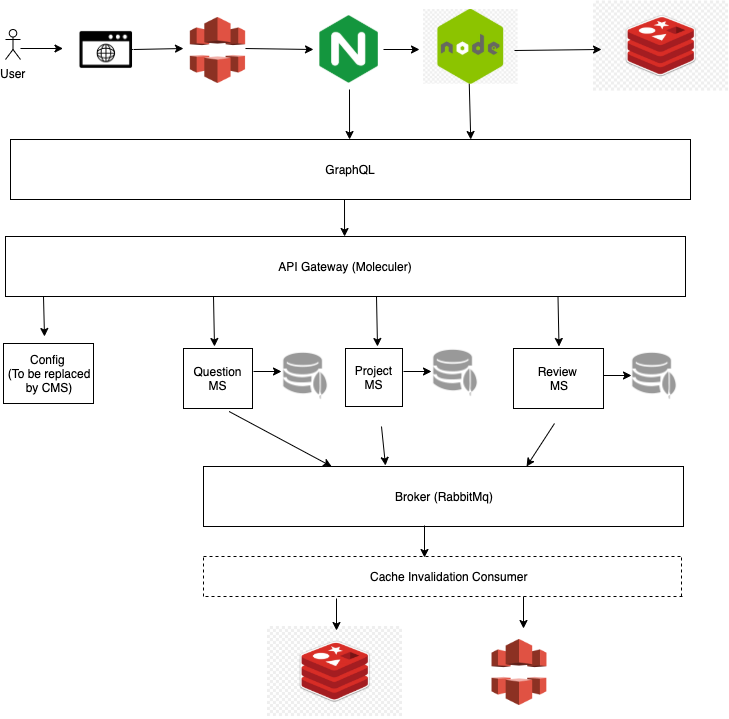 N
node
User
GraphQL
API Gateway (Moleculer)
Config
(To be replaced
by CMS)
Question
MS
Project
MS
Review
MS
Broker (RabbitMq)
Cache Invalidation Consumer